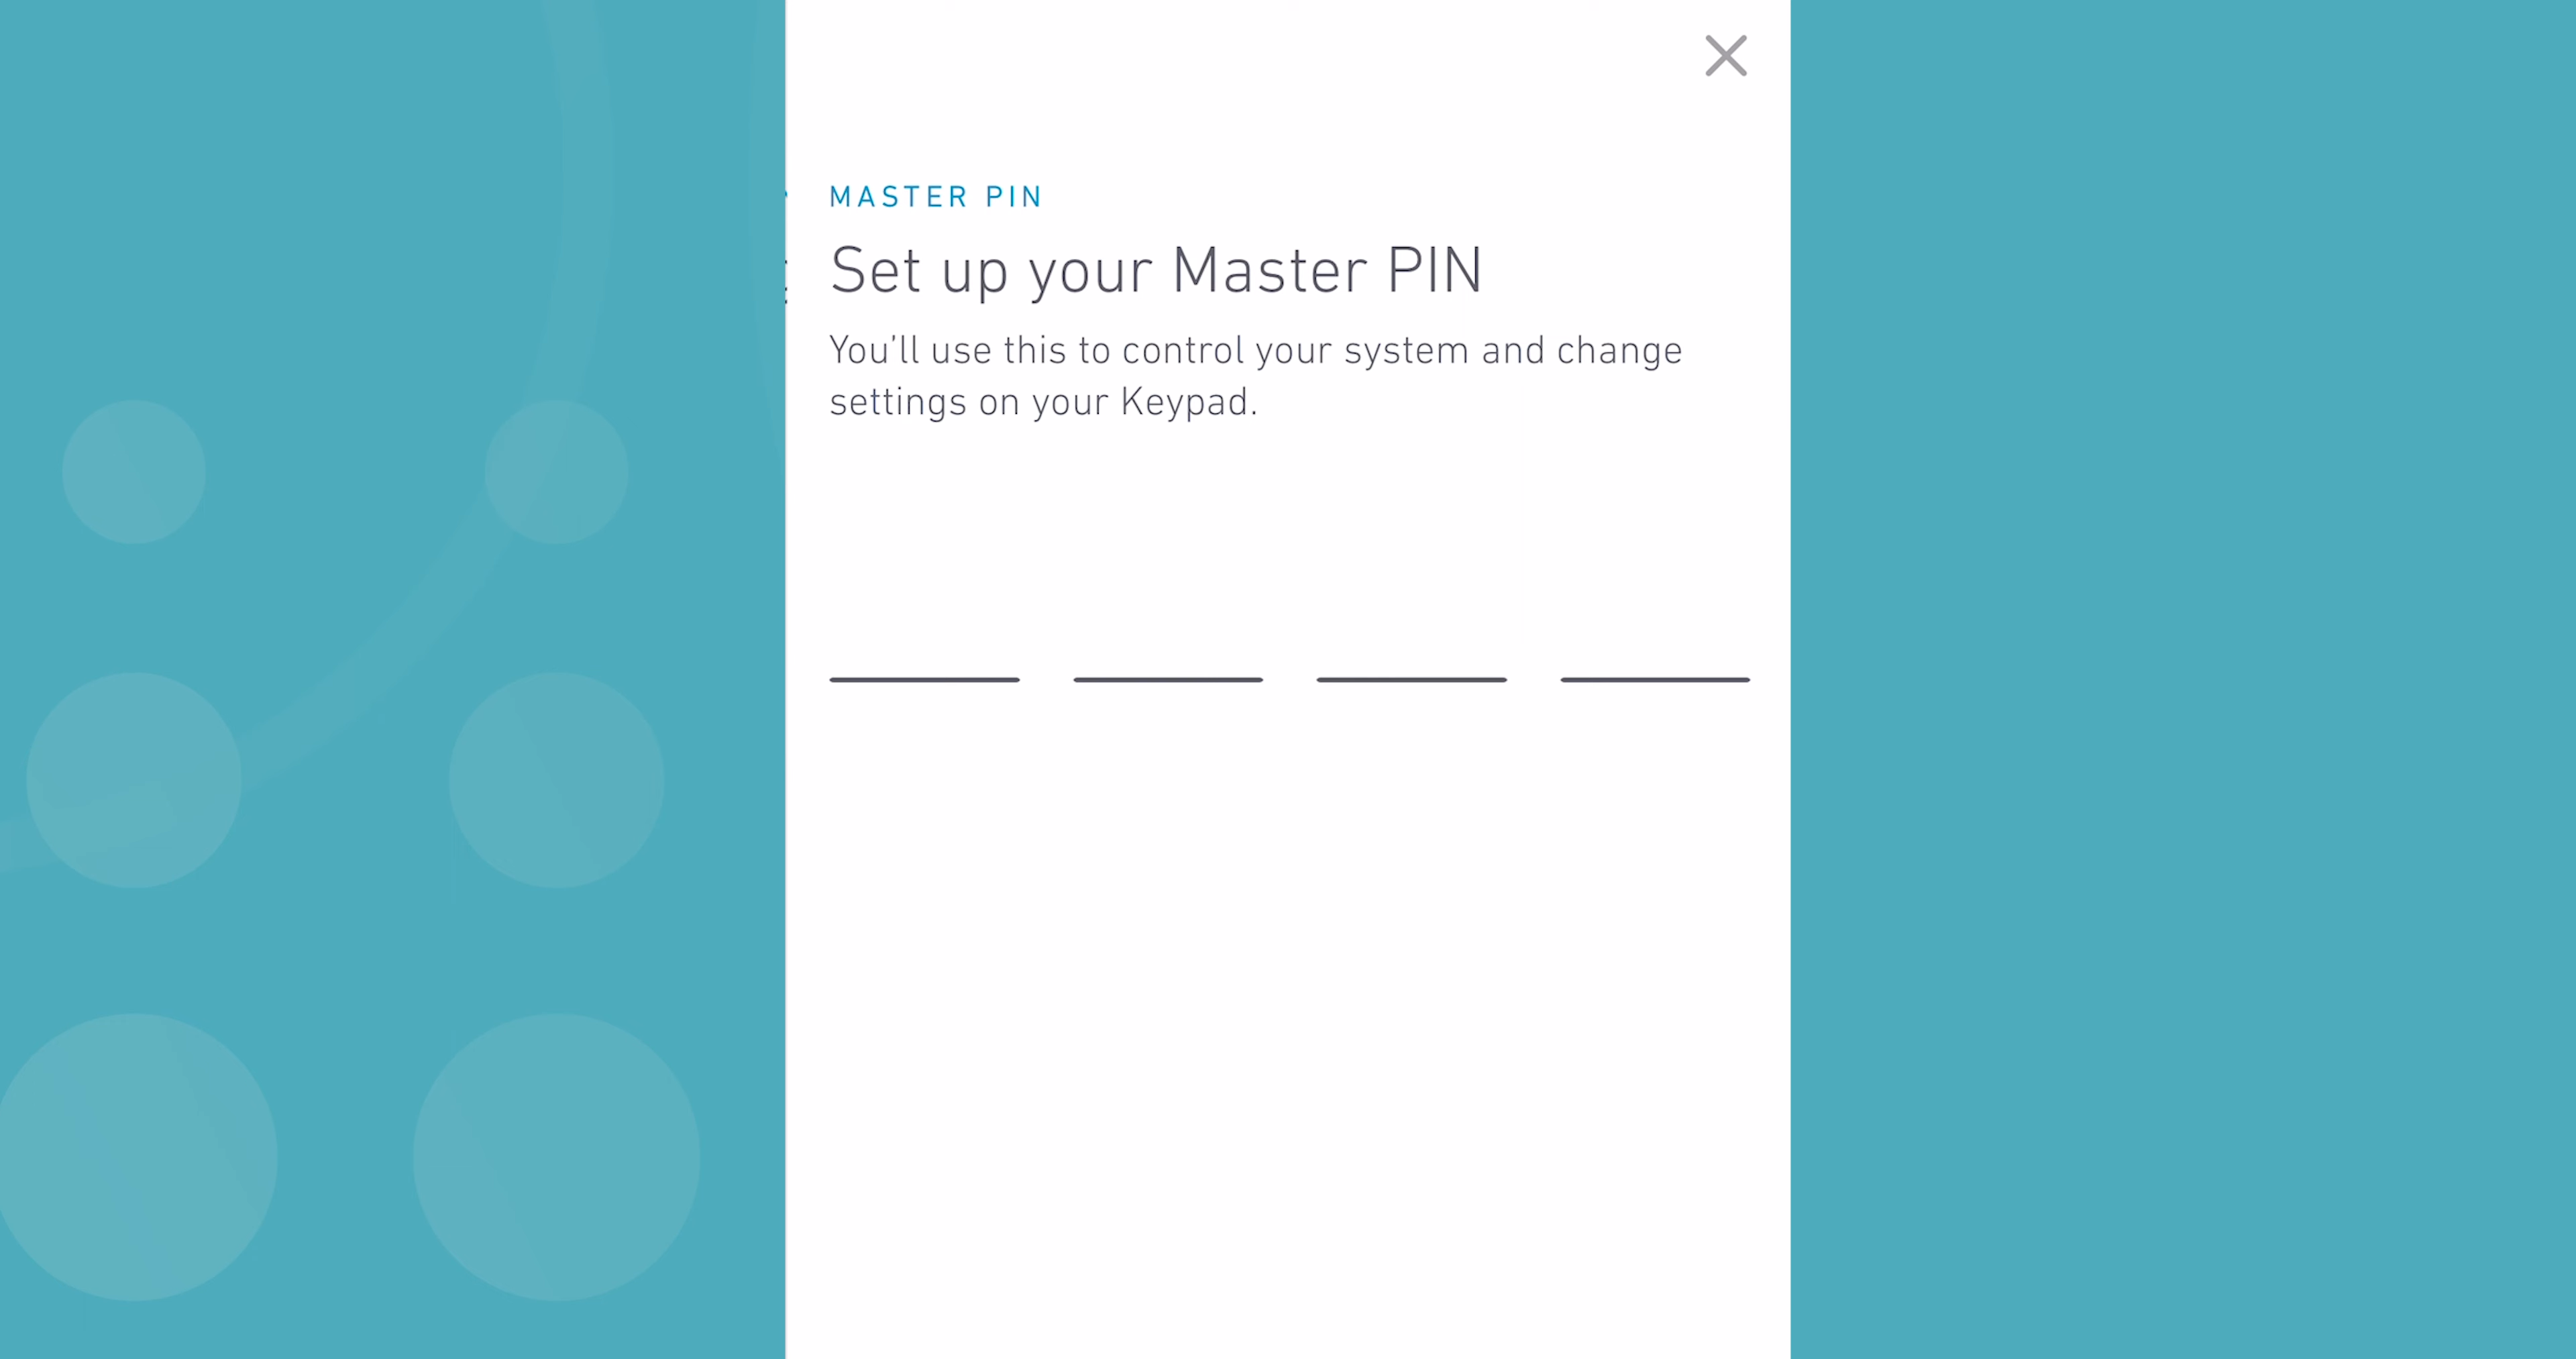 MASTER PIN
Set up your Master PIN
You'll use this to control your system and change
settings on your Keypad.